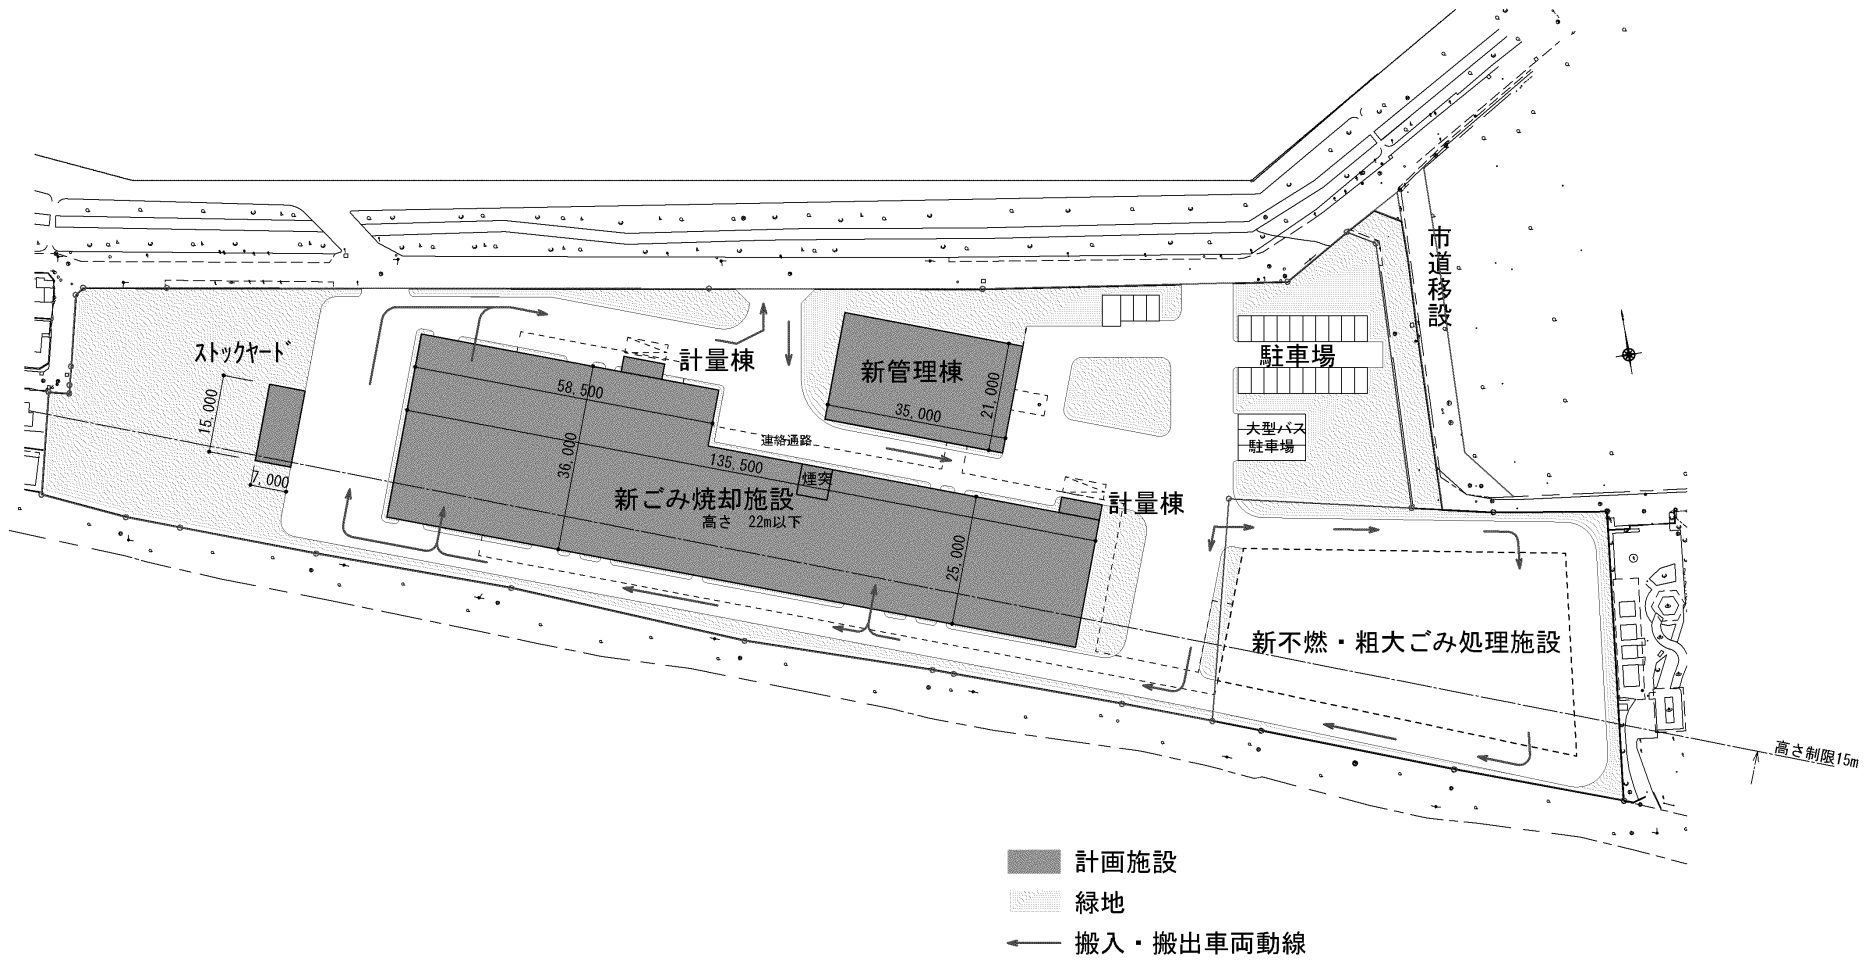 市道移設
ストックヤード
計量棟
新管理棟
駐車場
58,500
35,000
21,000
15,000
大型バス
駐車場
連絡通路
36,000
135,500
煙突
7,000
新ごみ焼却施設
高さ 22m以下
計量棟
25,000
新不燃・粗大ごみ処理施設
高さ制限15m
計画施設
緑地
搬入・搬出車両動線